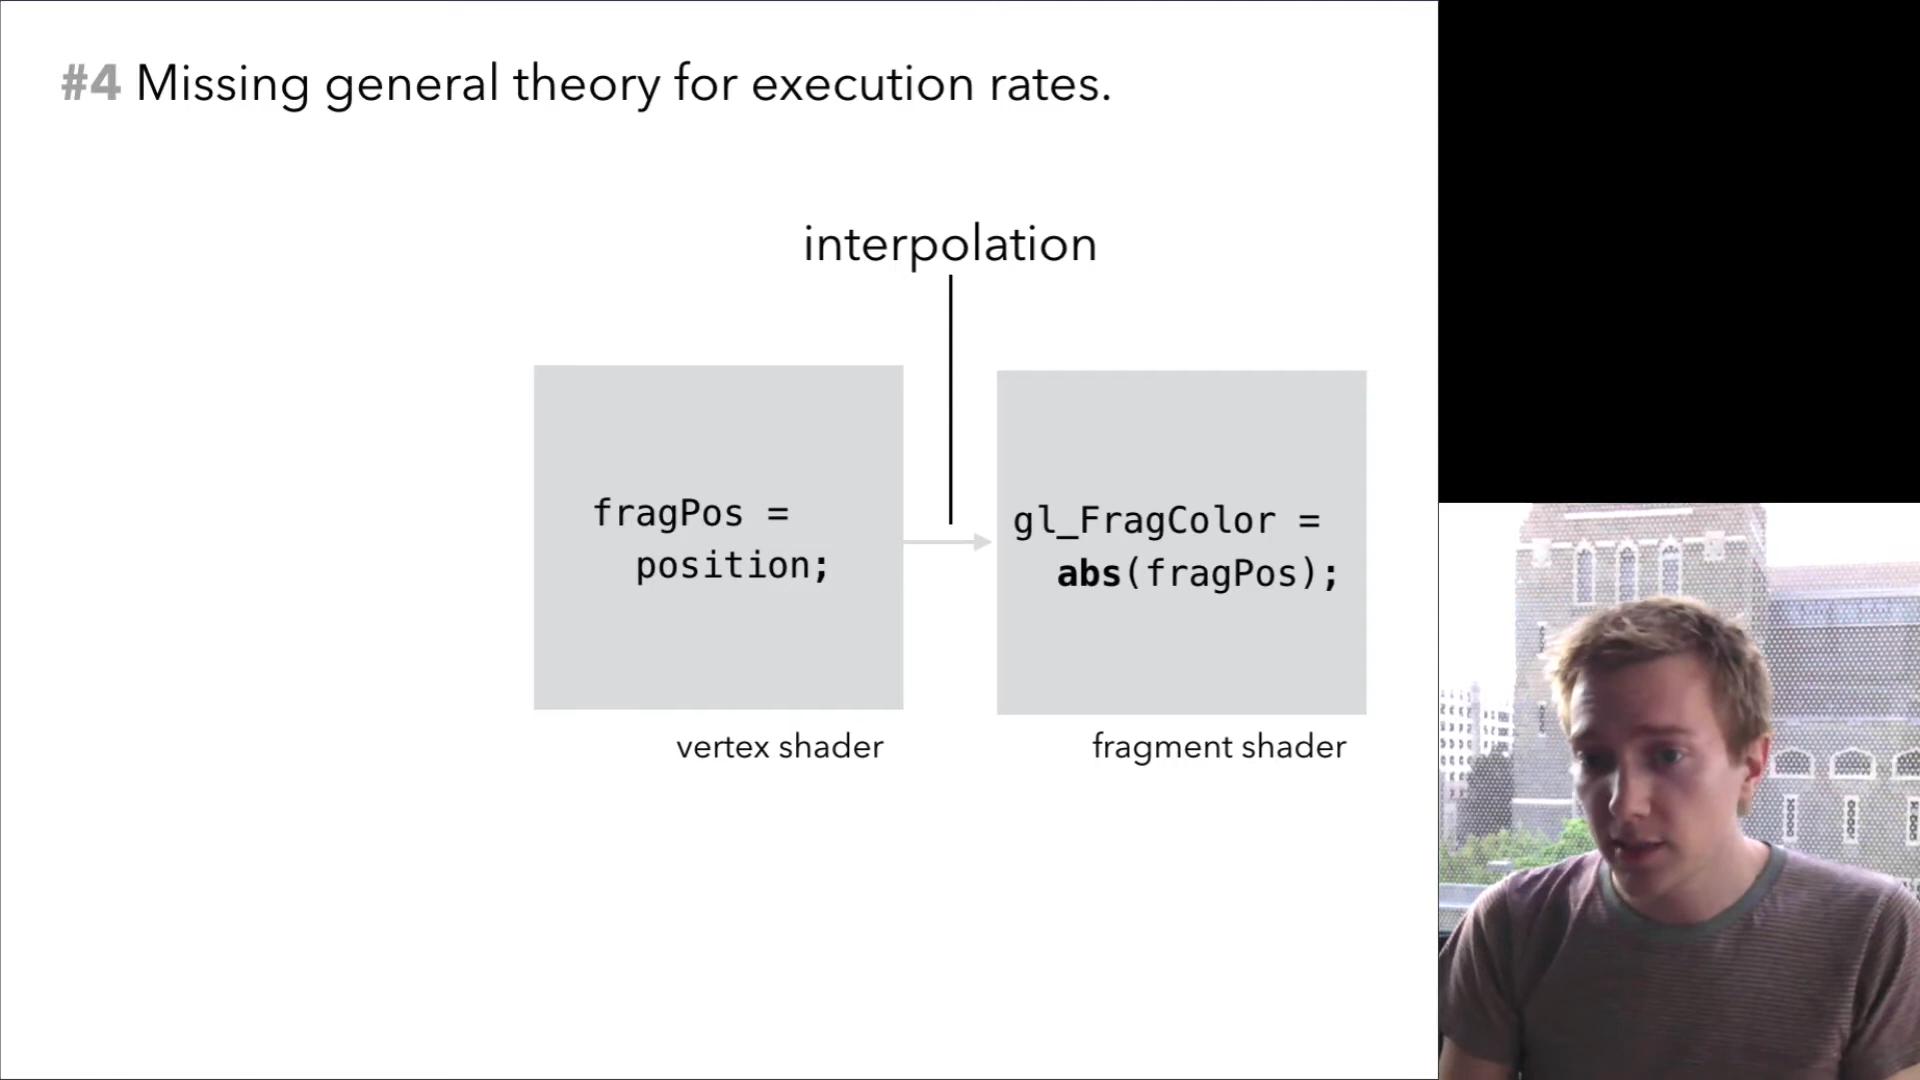 #4 Missing general theory for execution rates.
interpolation
fragPos =
position;
gl_FragColor =
abs(fragPos);
vertex shader
fragment shader